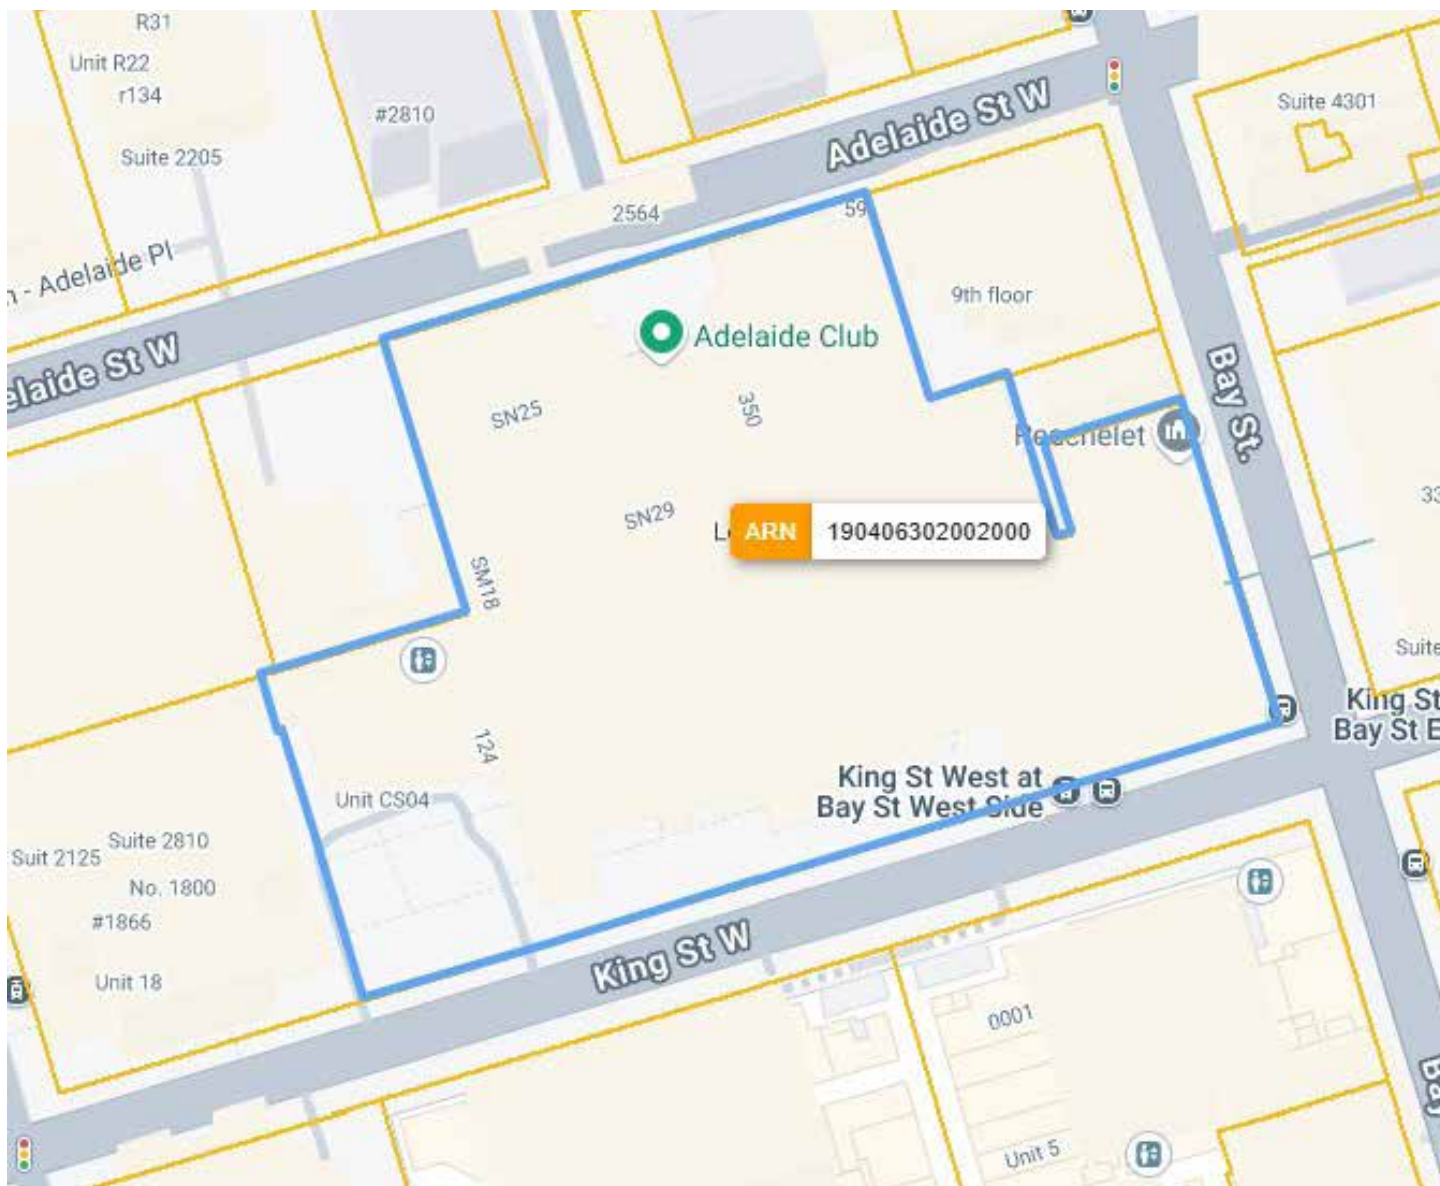 R31
Unit R22
r134
#2810
Suite 2205
Adelaide St W
Suite 4301
2564
59
- Adelaide Pl
9th floor
Adelaide Club
elaide St W
Bay St.
SN25
350
SN29
ARN 190406302002000
33
SM18
Suite
124
King St
Bay St E
King St West at
Bay St West Side
Unit CS04
Suite 2810
Suit 2125
No. 1800
#1866
King St W
Unit 18
0001
Bay
Unit 5